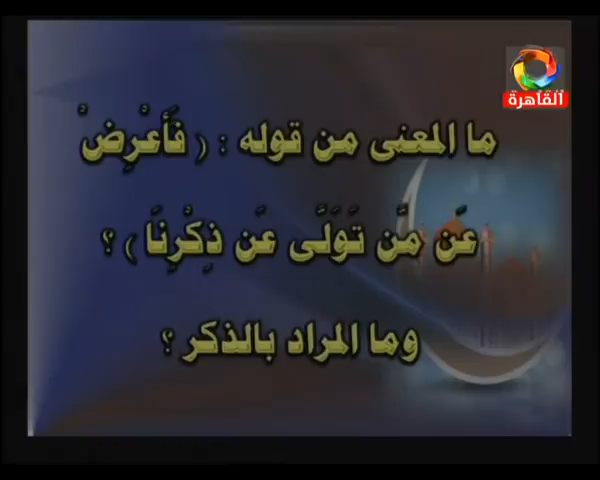 القاهرة
ما المعنى من قوله : ( فَأَعْرِضْ
عَن مَن تَوَلَّى عَن ذِكْرِنَا ) ؟
وما المراد بالذكر ؟